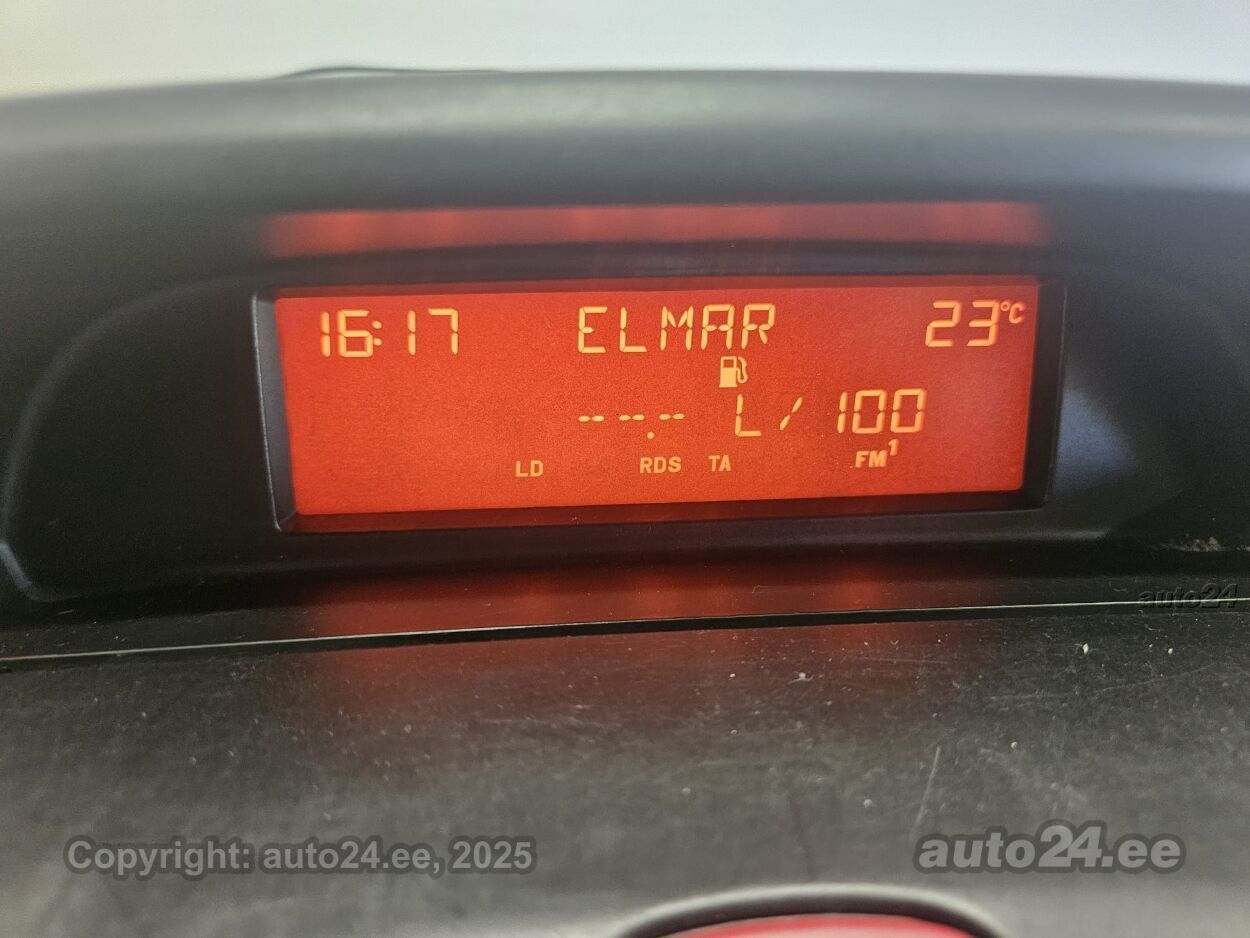 16:17 ELMAR 23°C
-- --.-- L/100
LD RDS TA FM1
auto24
Copyright: auto24.ee, 2025 auto24.ee